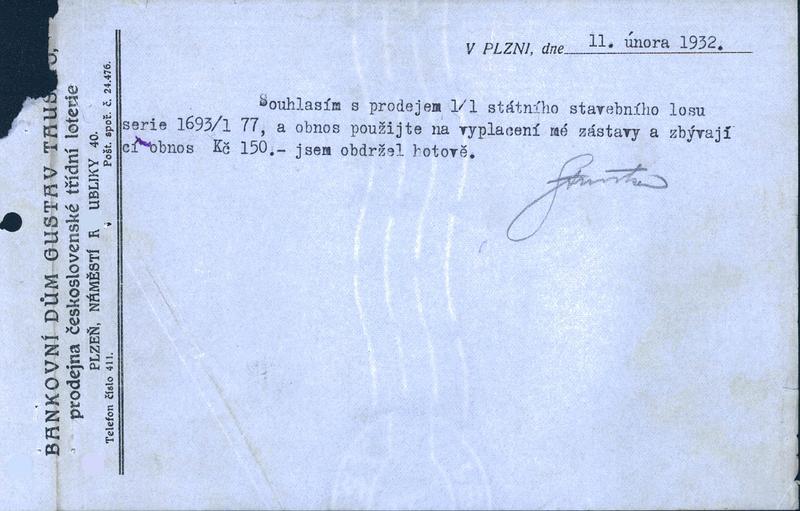 BANKOVNÍ DŮM GUSTAV
prodejna československé třídní loterie
PLZEŇ, NÁMĚSTÍ R UBLIKY 40.
Telefon číslo 411. Pošt. spoř. č. 24.476.
V PLZNI, dne 11. února 1932.
Souhlasím s prodejem 1/1 státního stavebního losu
serie 1693/1 77, a obnos použijte na vyplacení mé zástavy a zbývají
cí obnos Kč 150.- jsem obdržel hotově.